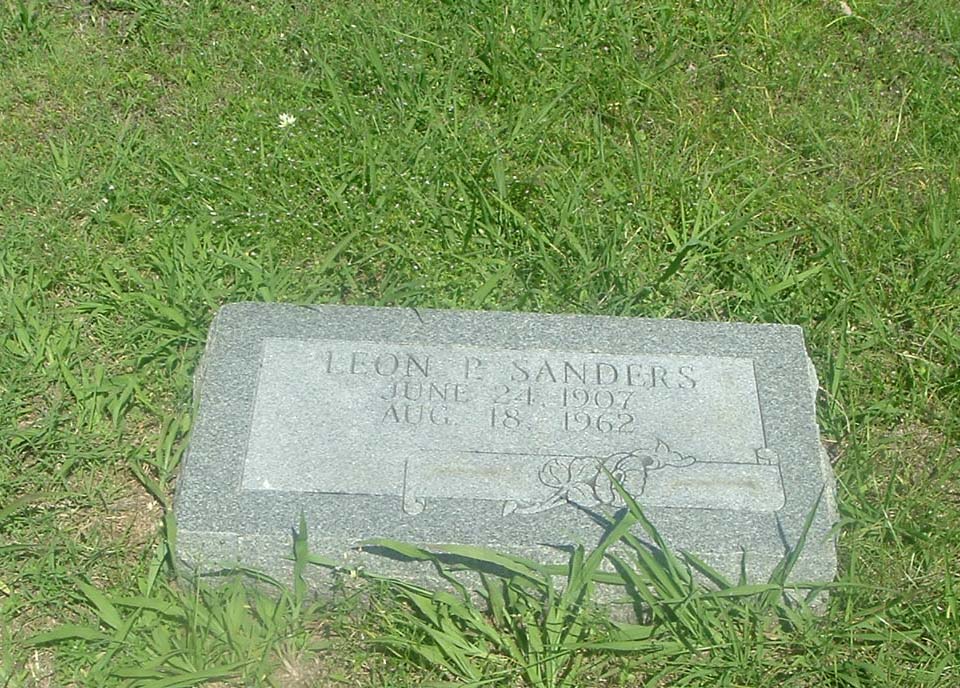 LEON P. SANDERS
JUNE 24, 1907
AUG. 18, 1962